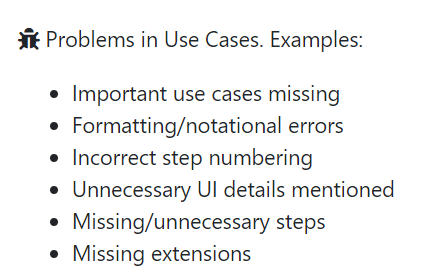 Problems in Use Cases. Examples:
Important use cases missing
Formatting/notational errors
Incorrect step numbering
Unnecessary UI details mentioned
Missing/unnecessary steps
Missing extensions